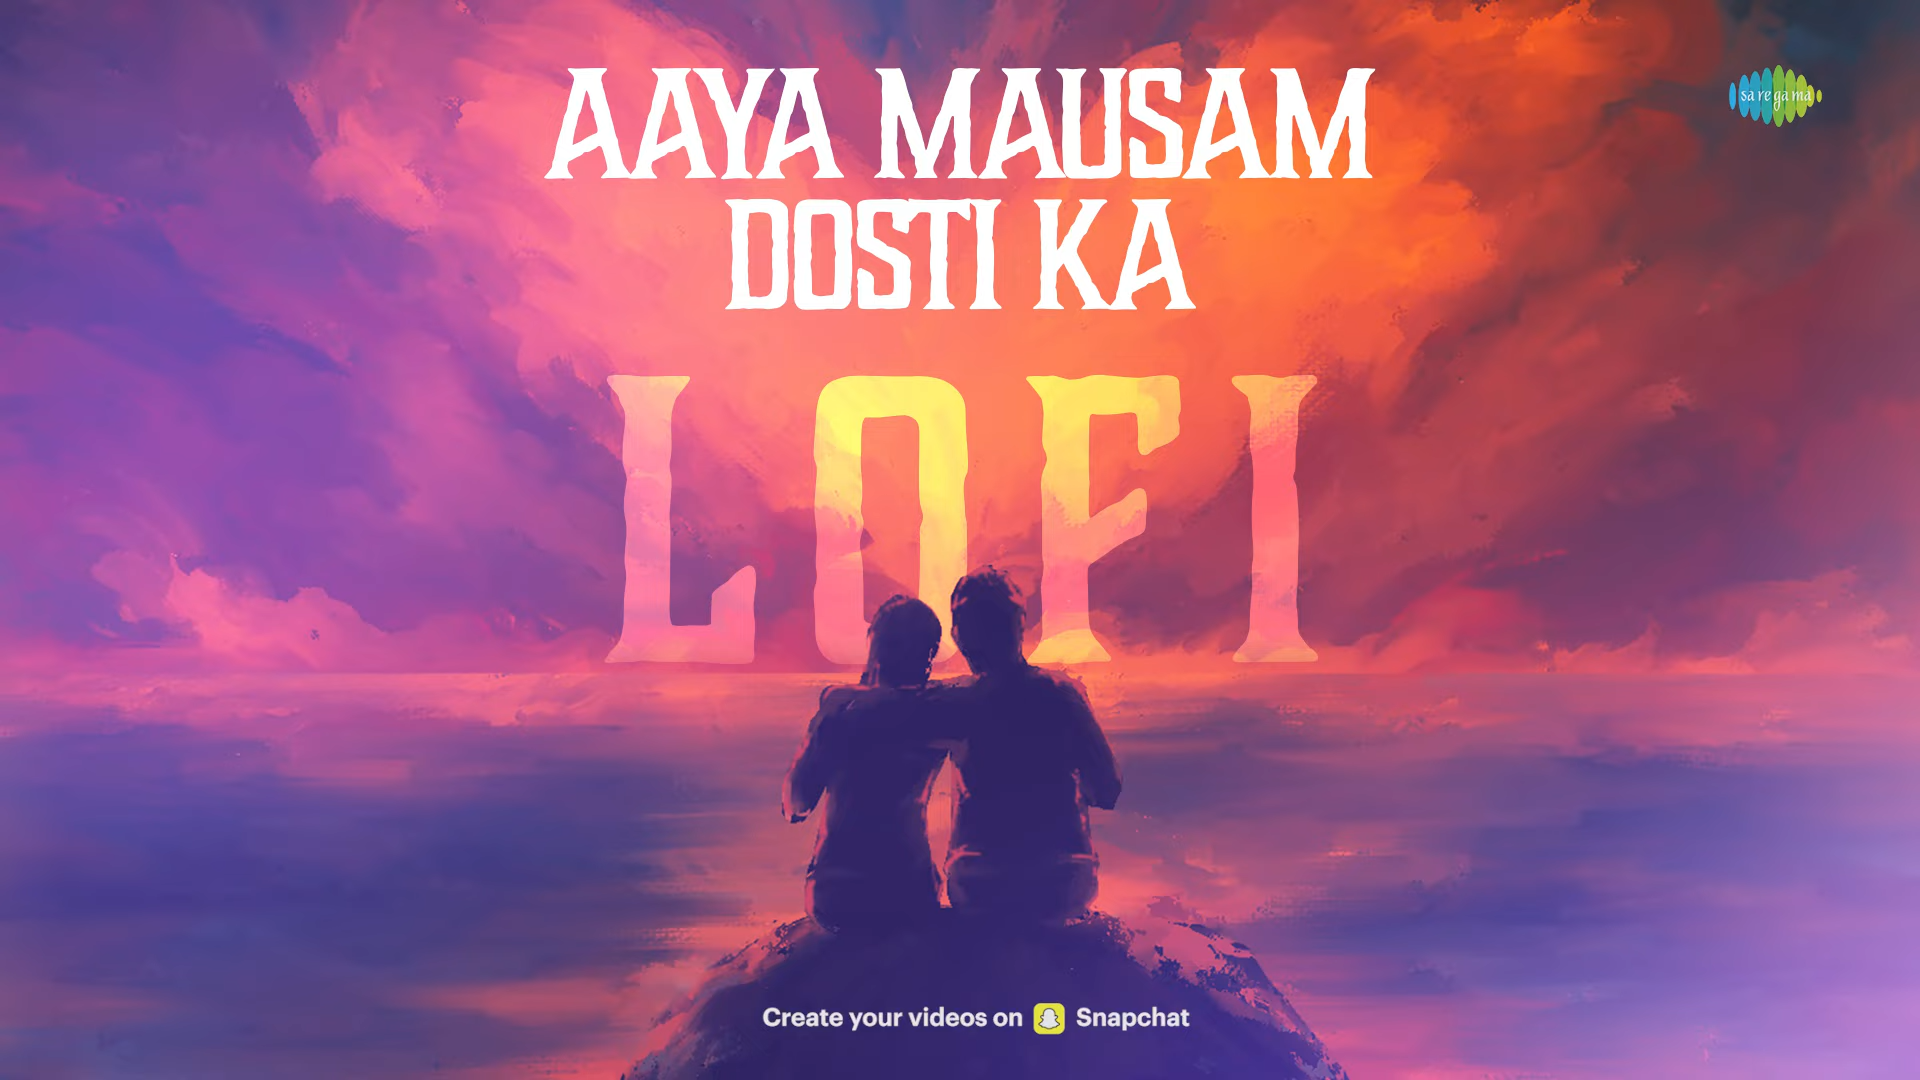 AAYA MAUSAM
DOSTI KA
LOFI
sa re ga ma
Create your videos on Snapchat